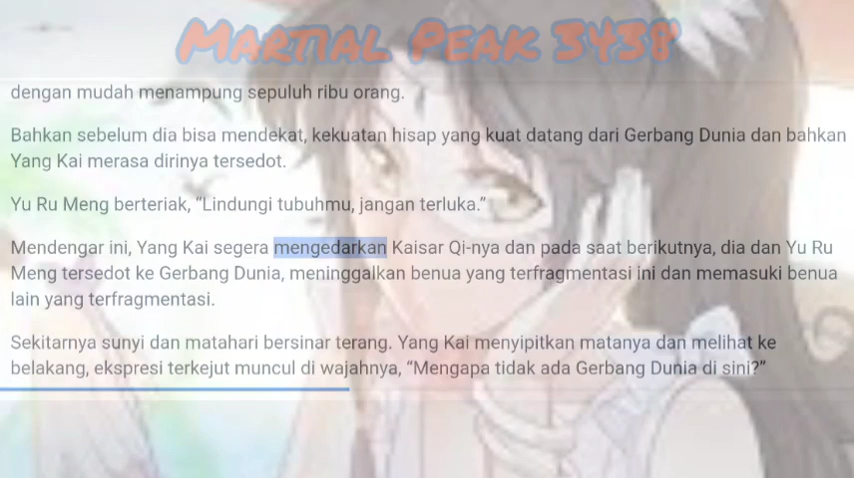 Martial Peak 3438
dengan mudah menampung sepuluh ribu orang.
Bahkan sebelum dia bisa mendekat, kekuatan hisap yang kuat datang dari Gerbang Dunia dan bahkan
Yang Kai merasa dirinya tersedot.
Yu Ru Meng berteriak, “Lindungi tubuhmu, jangan terluka.”
Mendengar ini, Yang Kai segera mengedarkan Kaisar Qi-nya dan pada saat berikutnya, dia dan Yu Ru
Meng tersedot ke Gerbang Dunia, meninggalkan benua yang terfragmentasi ini dan memasuki benua
lain yang terfragmentasi.
Sekitarnya sunyi dan matahari bersinar terang. Yang Kai menyipitkan matanya dan melihat ke
belakang, ekspresi terkejut muncul di wajahnya, “Mengapa tidak ada Gerbang Dunia di sini?”